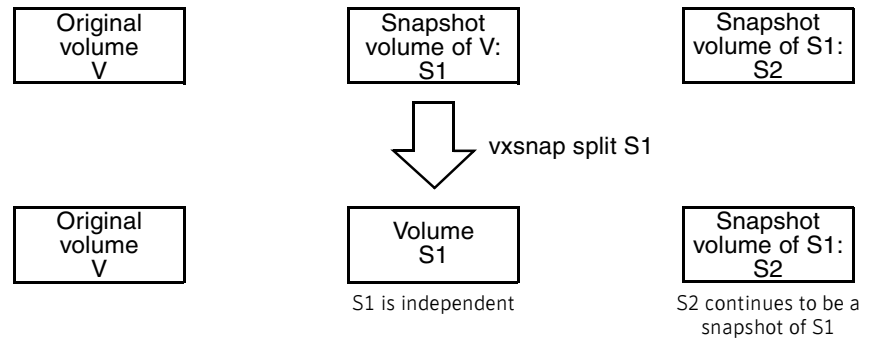 Original
volume
V
Snapshot
volume of V:
S1
Snapshot
volume of S1:
S2
vxsnap split S1
Original
volume
V
Volume
S1
Snapshot
volume of S1:
S2
S1 is independent
S2 continues to be a
snapshot of S1